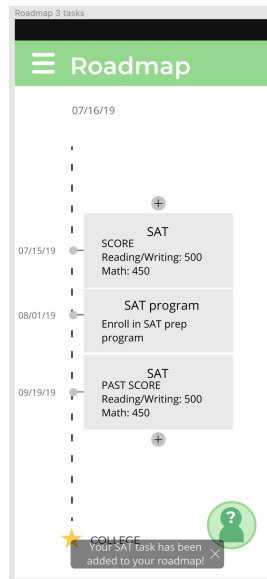 Roadmap 3 tasks
Roadmap
07/16/19
+
SAT
SCORE
Reading/Writing: 500
Math: 450
07/15/19
SAT program
Enroll in SAT prep
program
08/01/19
SAT
PAST SCORE
Reading/Writing: 500
Math: 450
09/19/19
+
?
COLLEGE
Your SAT task has been
added to your roadmap!